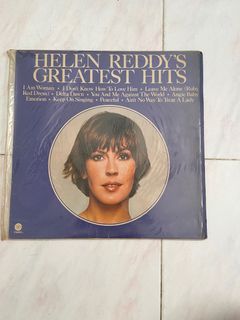 HELEN REDDY'S
GREATEST HITS
I Am Woman • I Don't Know How To Love Him • Leave Me Alone (Ruby
Red Dress) • Delta Dawn • You And Me Against The World • Angie Baby
Emotion • Keep On Singing • Peaceful • Ain't No Way To Treat A Lady